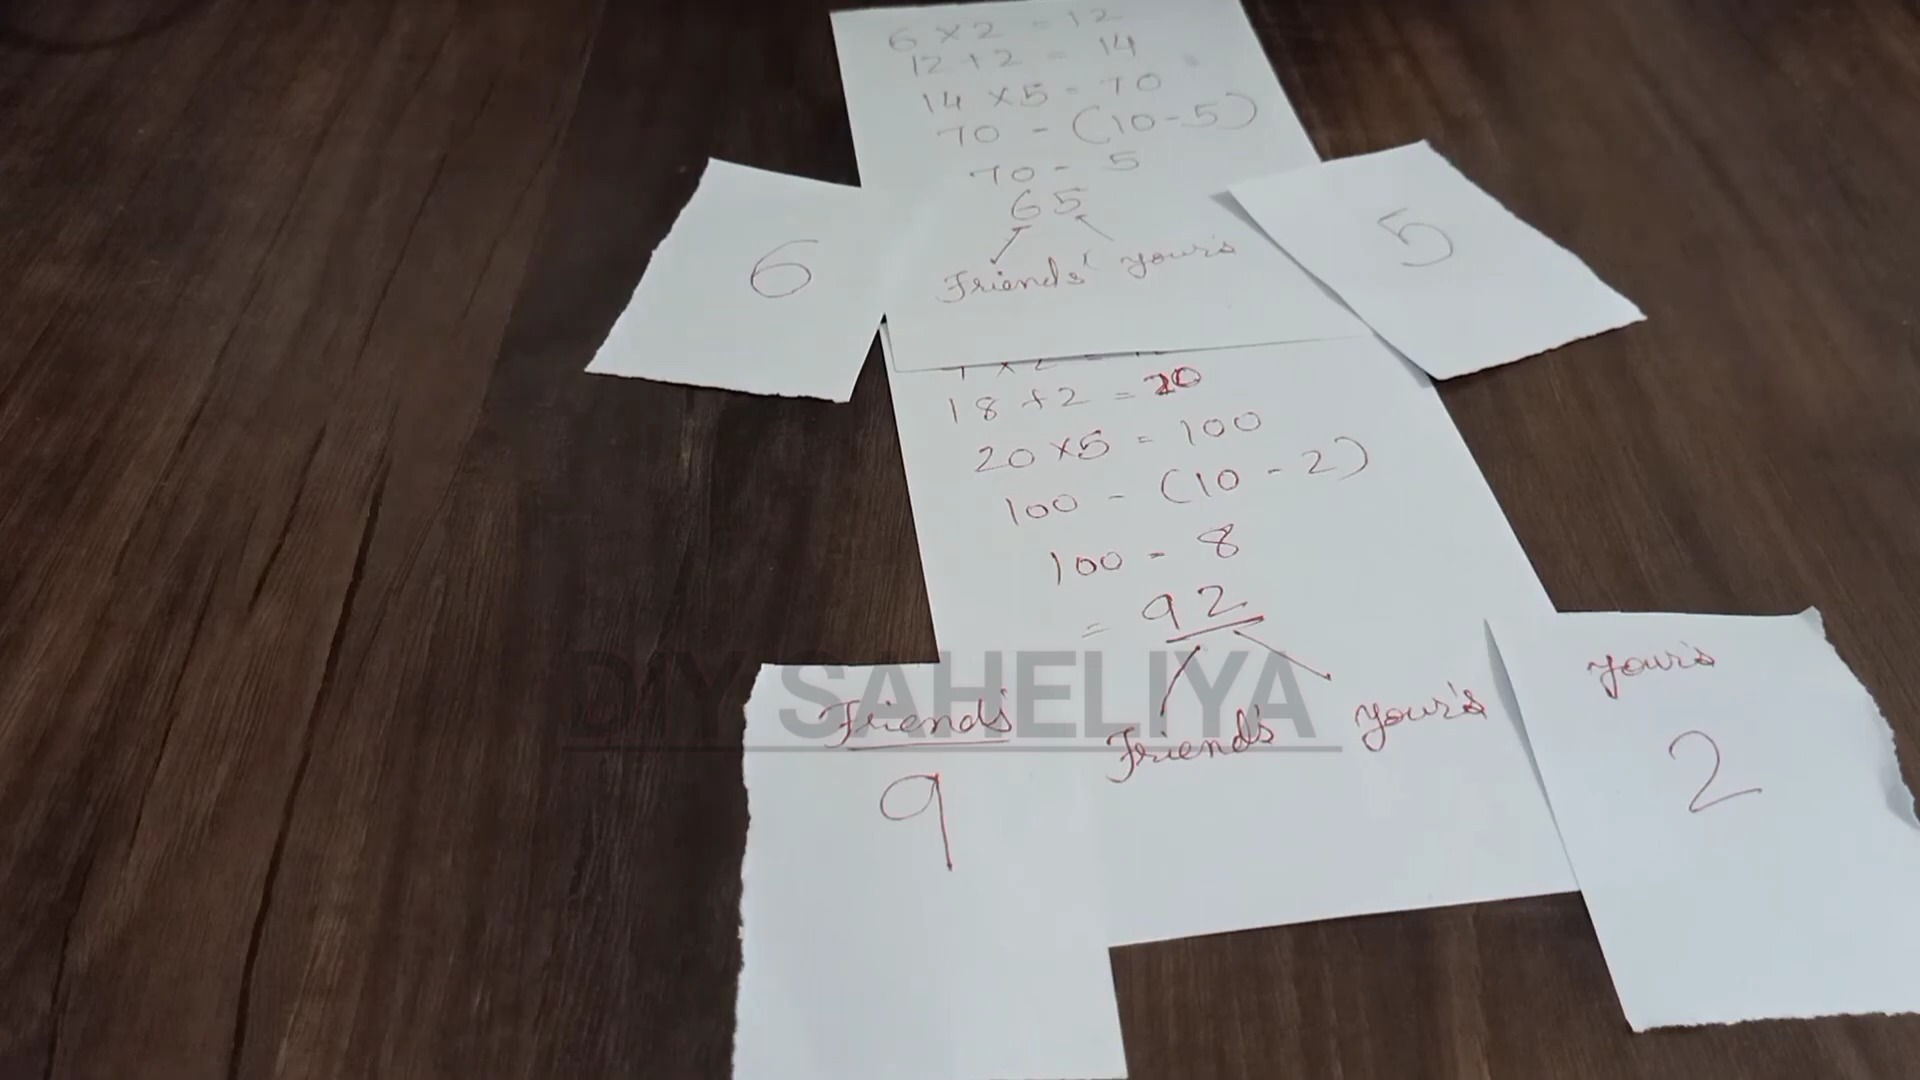 6 × 2 = 12
12 + 2 = 14
14 × 5 = 70
70 - (10 - 5)
70 - 5
65
Friends' your's
6
5
18 + 2 = 20
20 × 5 = 100
100 - (10 - 2)
100 - 8
= 92
Friend's your's
Friend's
9
your's
2
DIY SAHELIYA